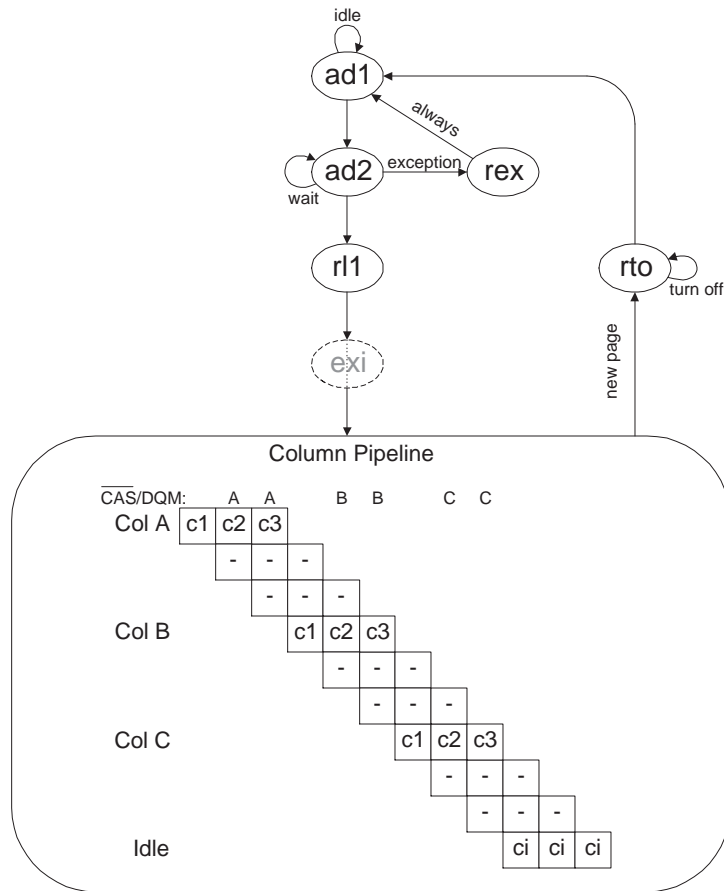 idle
ad1
always
ad2
exception
rex
wait
rl1
rto
turn off
exi
new page
Column Pipeline
CAS/DQM: A A B B C C
Col A c1 c2 c3
- - -
- - -
Col B c1 c2 c3
- - -
- - -
Col C c1 c2 c3
- - -
- - -
Idle ci ci ci